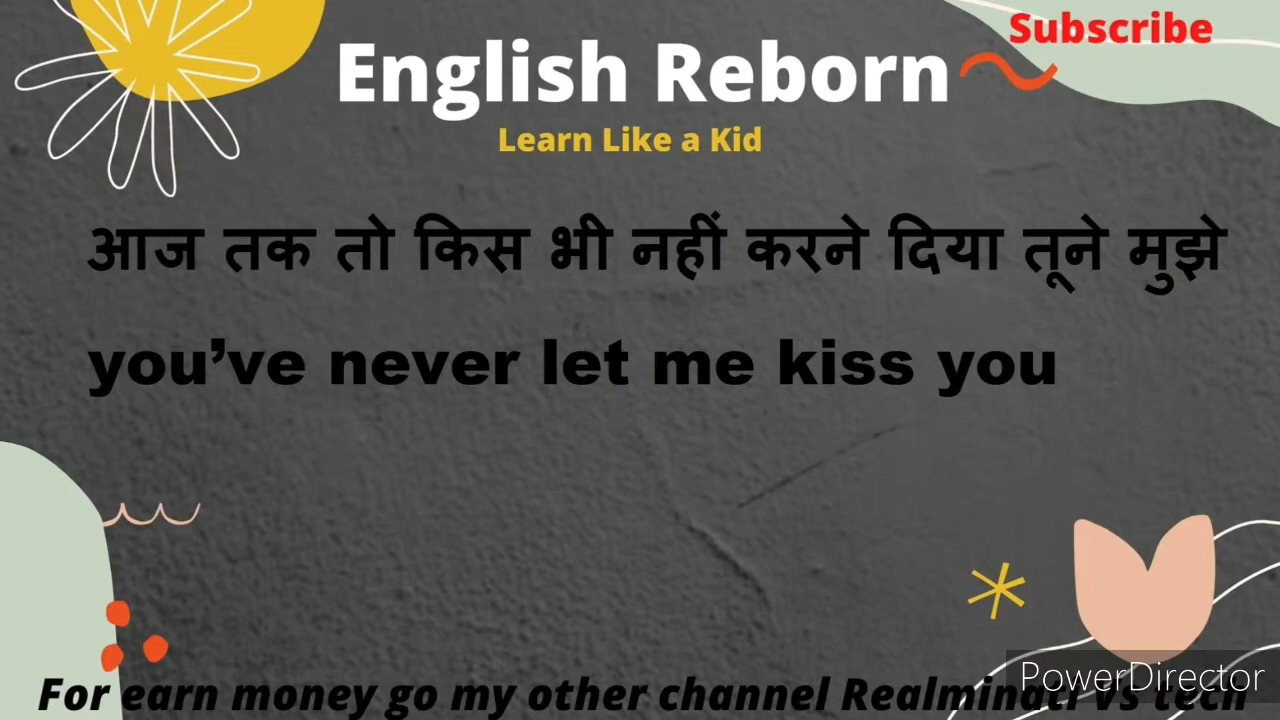 Subscribe
English Reborn
Learn Like a Kid
आज तक तो किस भी नहीं करने दिया तूने मुझे
you’ve never let me kiss you
For earn money go my other channel Realminati vs tech
PowerDirector